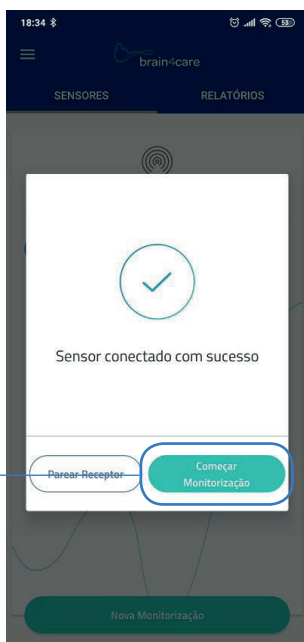 18:34
55
brain4care
SENSORES RELATÓRIOS
Sensor conectado com sucesso
Parear Receptor
Começar
Monitorização
Nova Monitorização